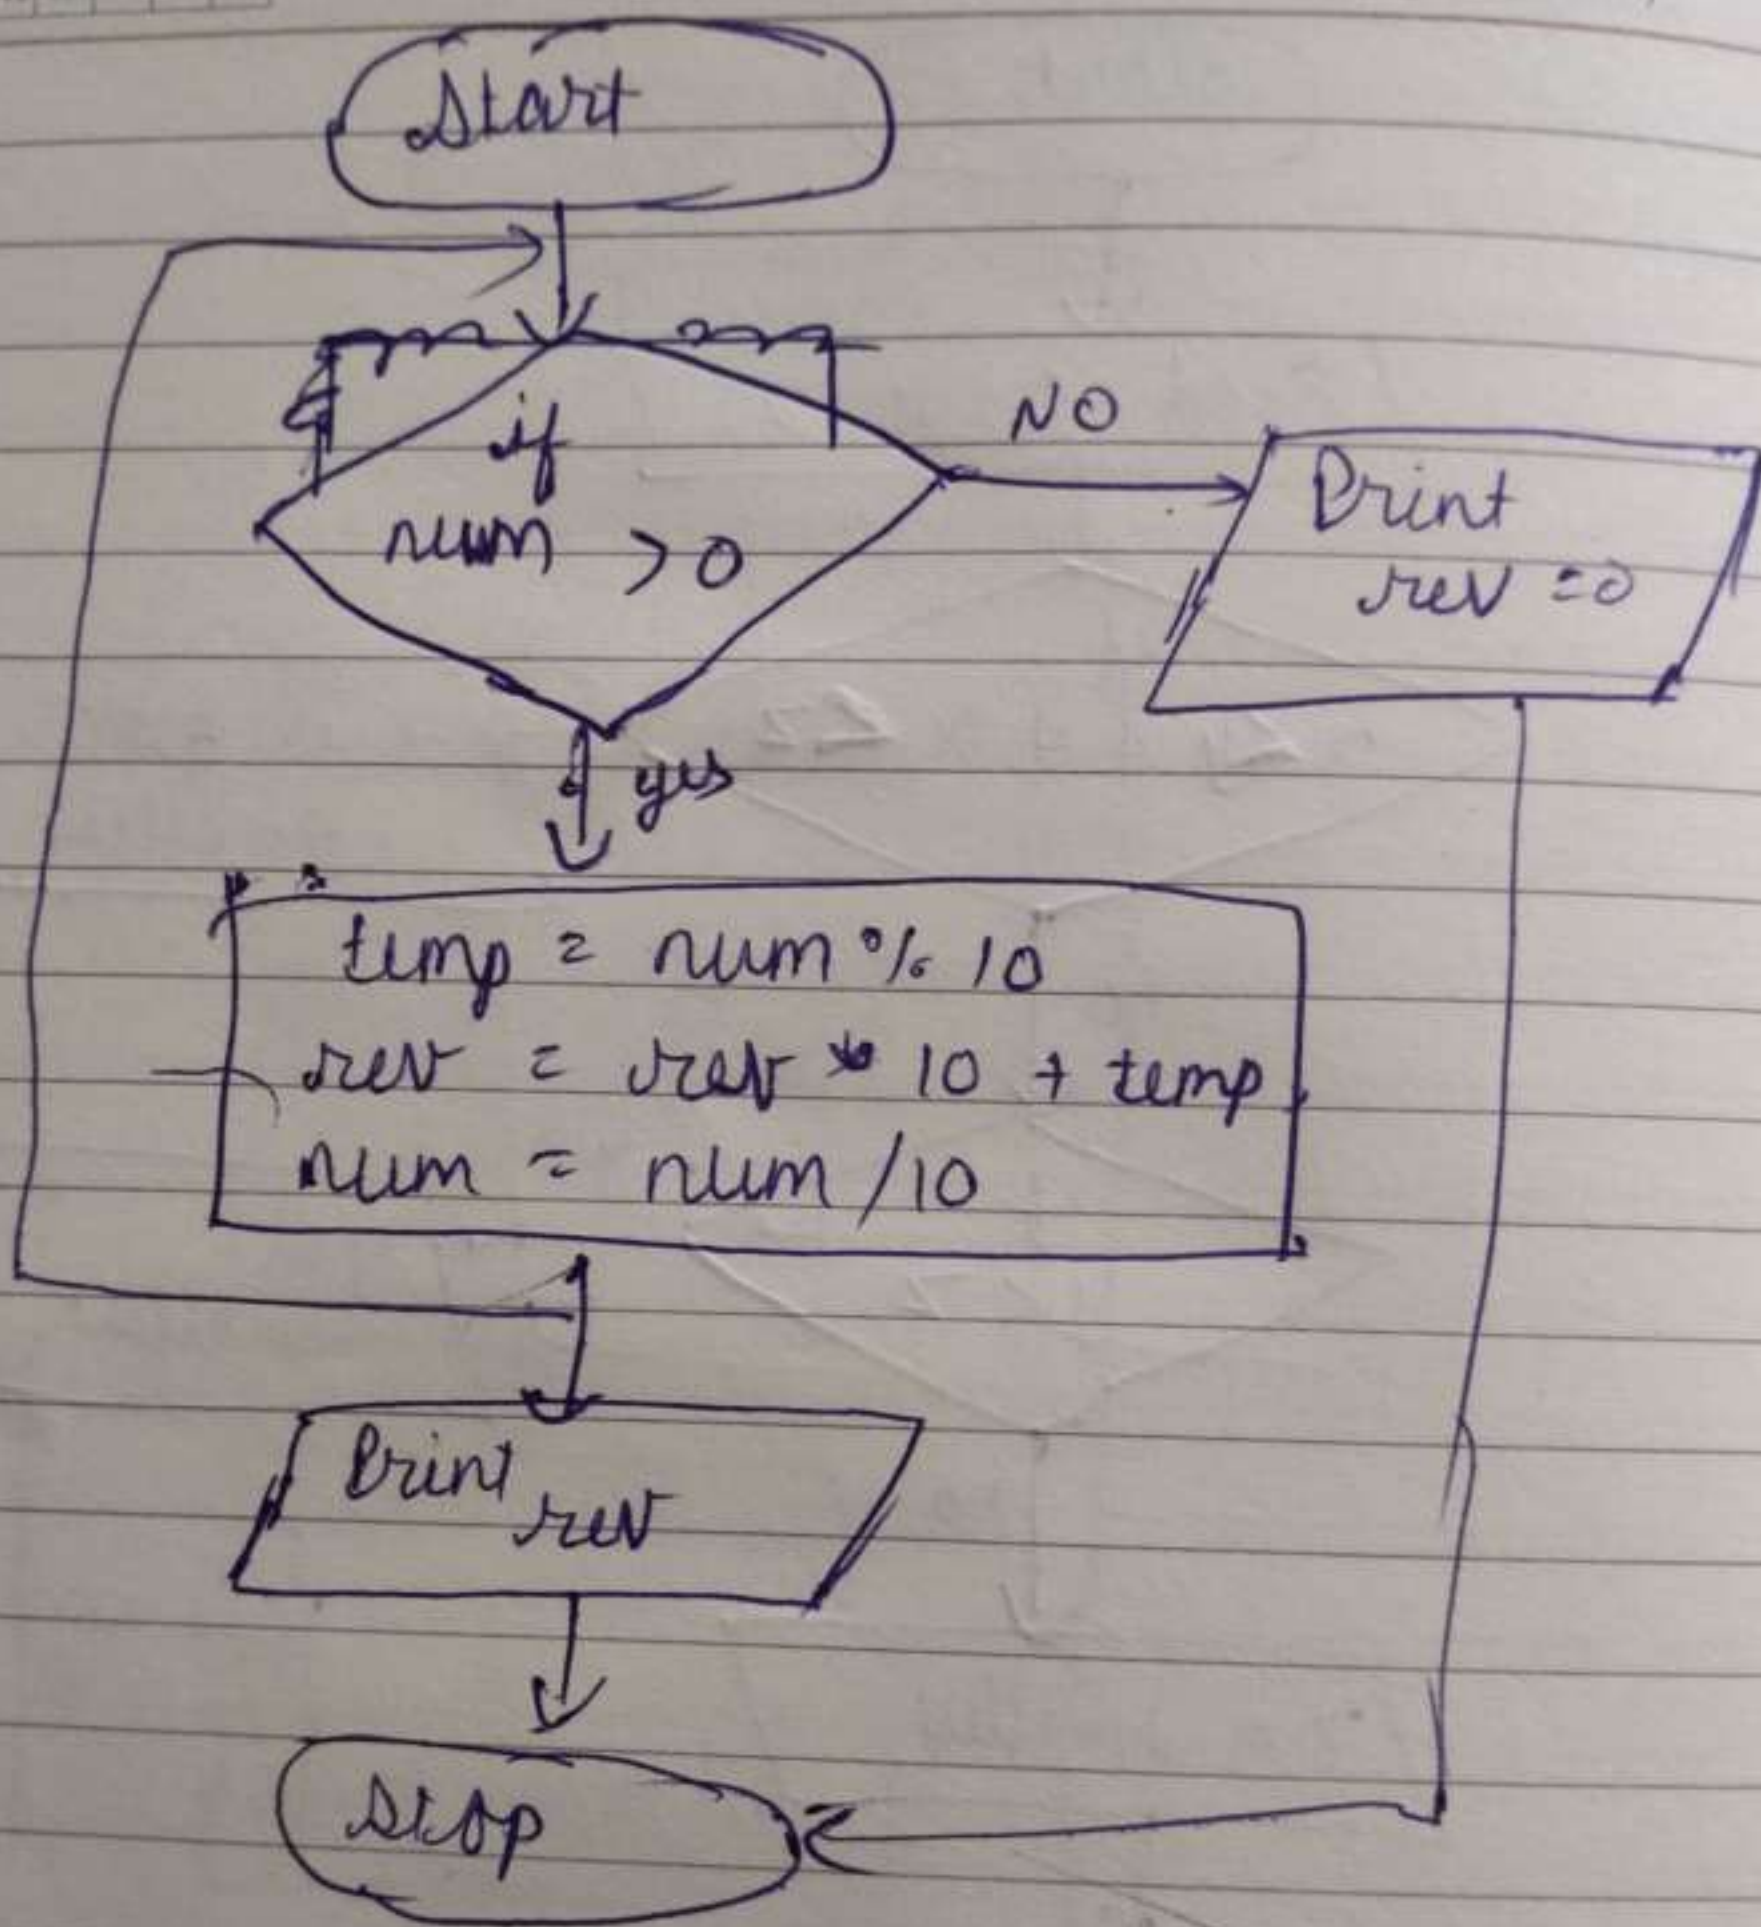 Start
if
num > 0
NO
Print
rev = 0
yes
temp = num % 10
rev = rev * 10 + temp
num = num / 10
Print
rev
Stop